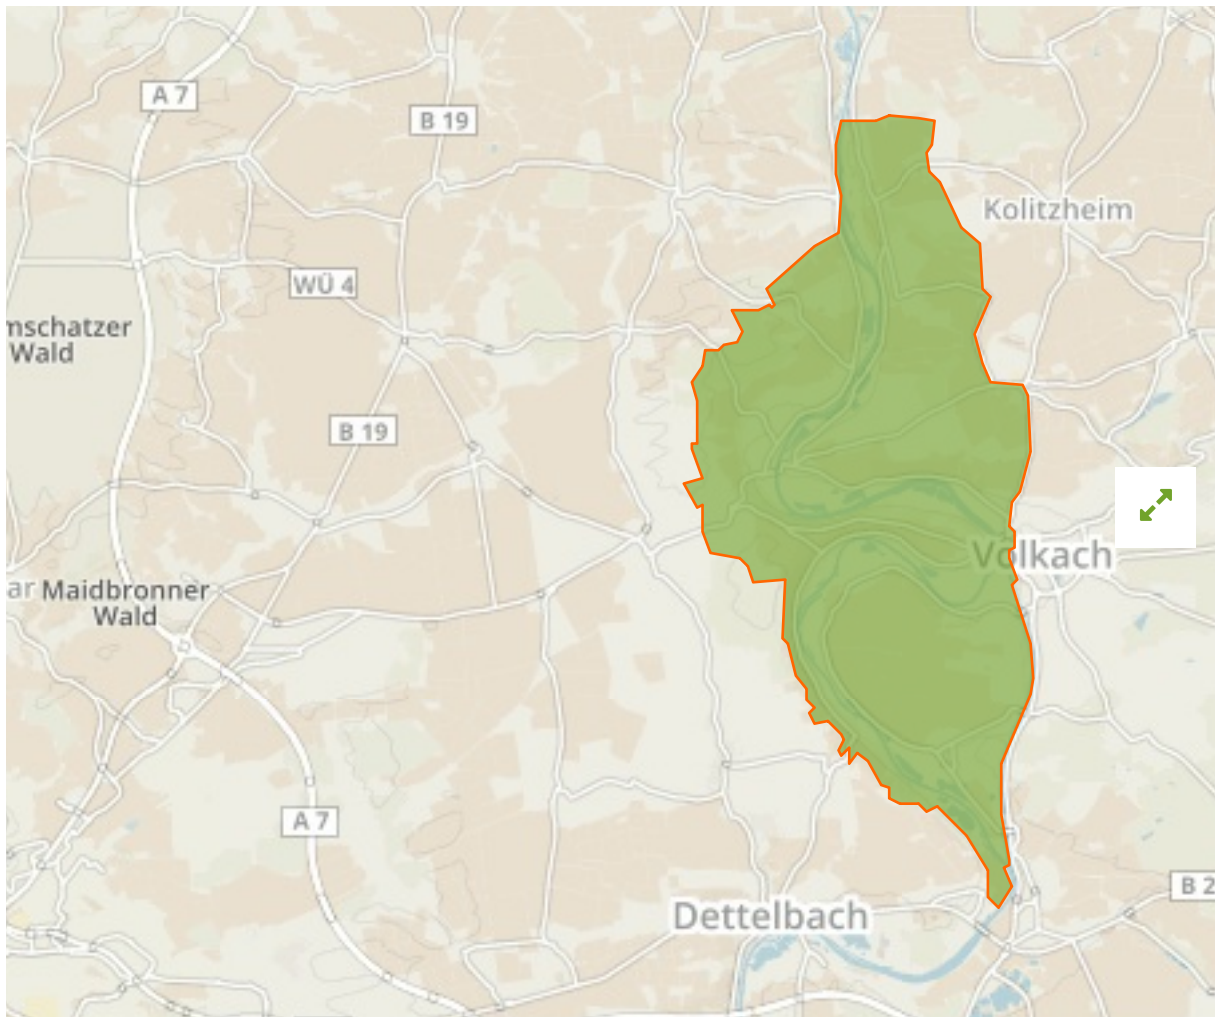 A 7
B 19
Kolitzheim
WÜ 4
mschatzer
Wald
B 19
Volkach
ar
Maidbronner
Wald
A 7
B 2
Dettelbach